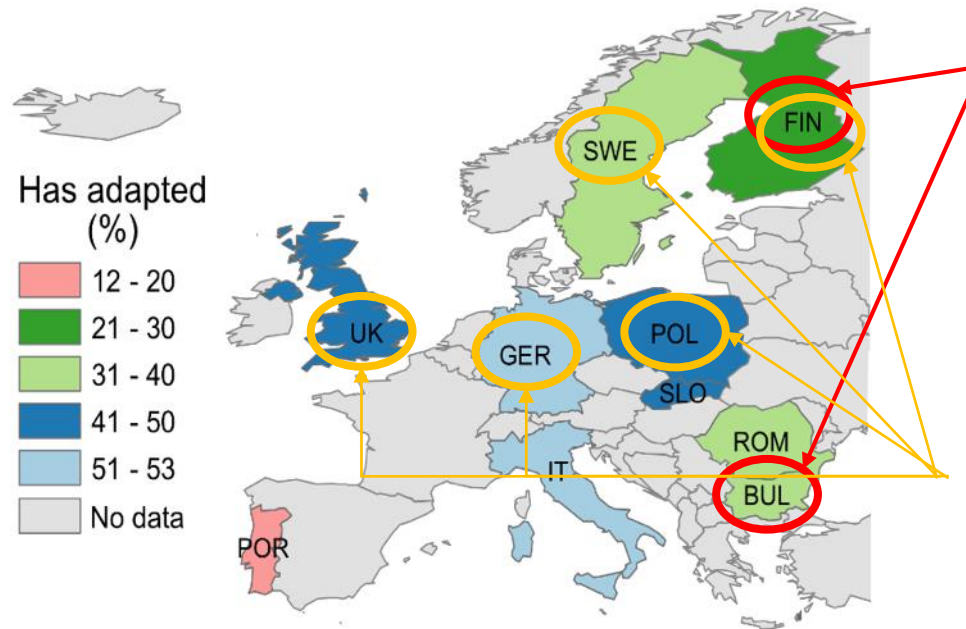 Has adapted
(%)
12 - 20
21 - 30
31 - 40
41 - 50
51 - 53
No data
FIN
SWE
UK
GER
POL
SLO
ROM
IT
BUL
POR